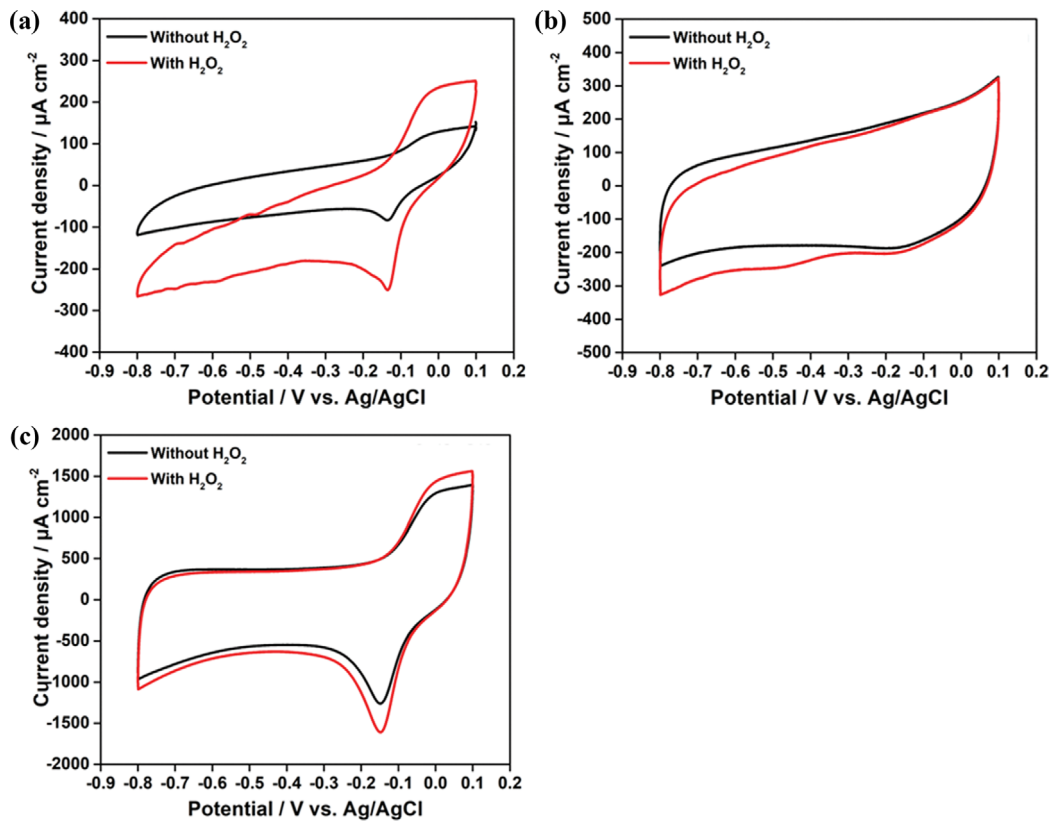 (a)
400
300
200
100
0
-100
-200
-300
-400
Current density / µA cm-2
Without H2O2
With H2O2
-0.9 -0.8 -0.7 -0.6 -0.5 -0.4 -0.3 -0.2 -0.1 0.0 0.1 0.2
Potential / V vs. Ag/AgCl
(b)
500
400
300
200
100
0
-100
-200
-300
-400
-500
Current density / µA cm-2
Without H2O2
With H2O2
-0.9 -0.8 -0.7 -0.6 -0.5 -0.4 -0.3 -0.2 -0.1 0.0 0.1 0.2
Potential / V vs. Ag/AgCl
(c)
2000
1500
1000
500
0
-500
-1000
-1500
-2000
Current density / µA cm-2
Without H2O2
With H2O2
-0.9 -0.8 -0.7 -0.6 -0.5 -0.4 -0.3 -0.2 -0.1 0.0 0.1 0.2
Potential / V vs. Ag/AgCl